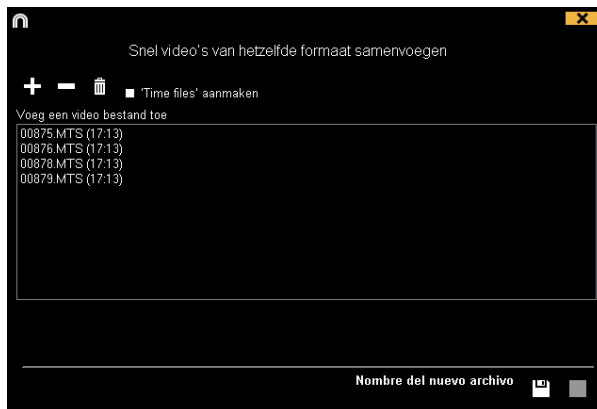 Snel video's van hetzelfde formaat samenvoegen
'Time files' aanmaken
Voeg een video bestand toe
00875.MTS (17:13)
00876.MTS (17:13)
00878.MTS (17:13)
00879.MTS (17:13)
Nombre del nuevo archivo